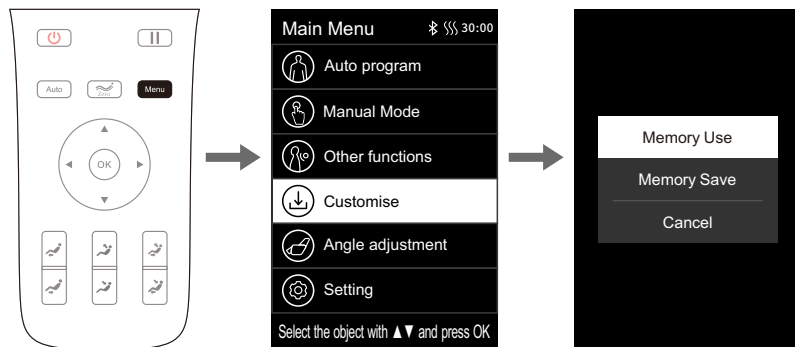 Auto
Zero
Menu
OK
Main Menu 30:00
Auto program
Manual Mode
Other functions
Customise
Angle adjustment
Setting
Select the object with ▲▼ and press OK
Memory Use
Memory Save
Cancel